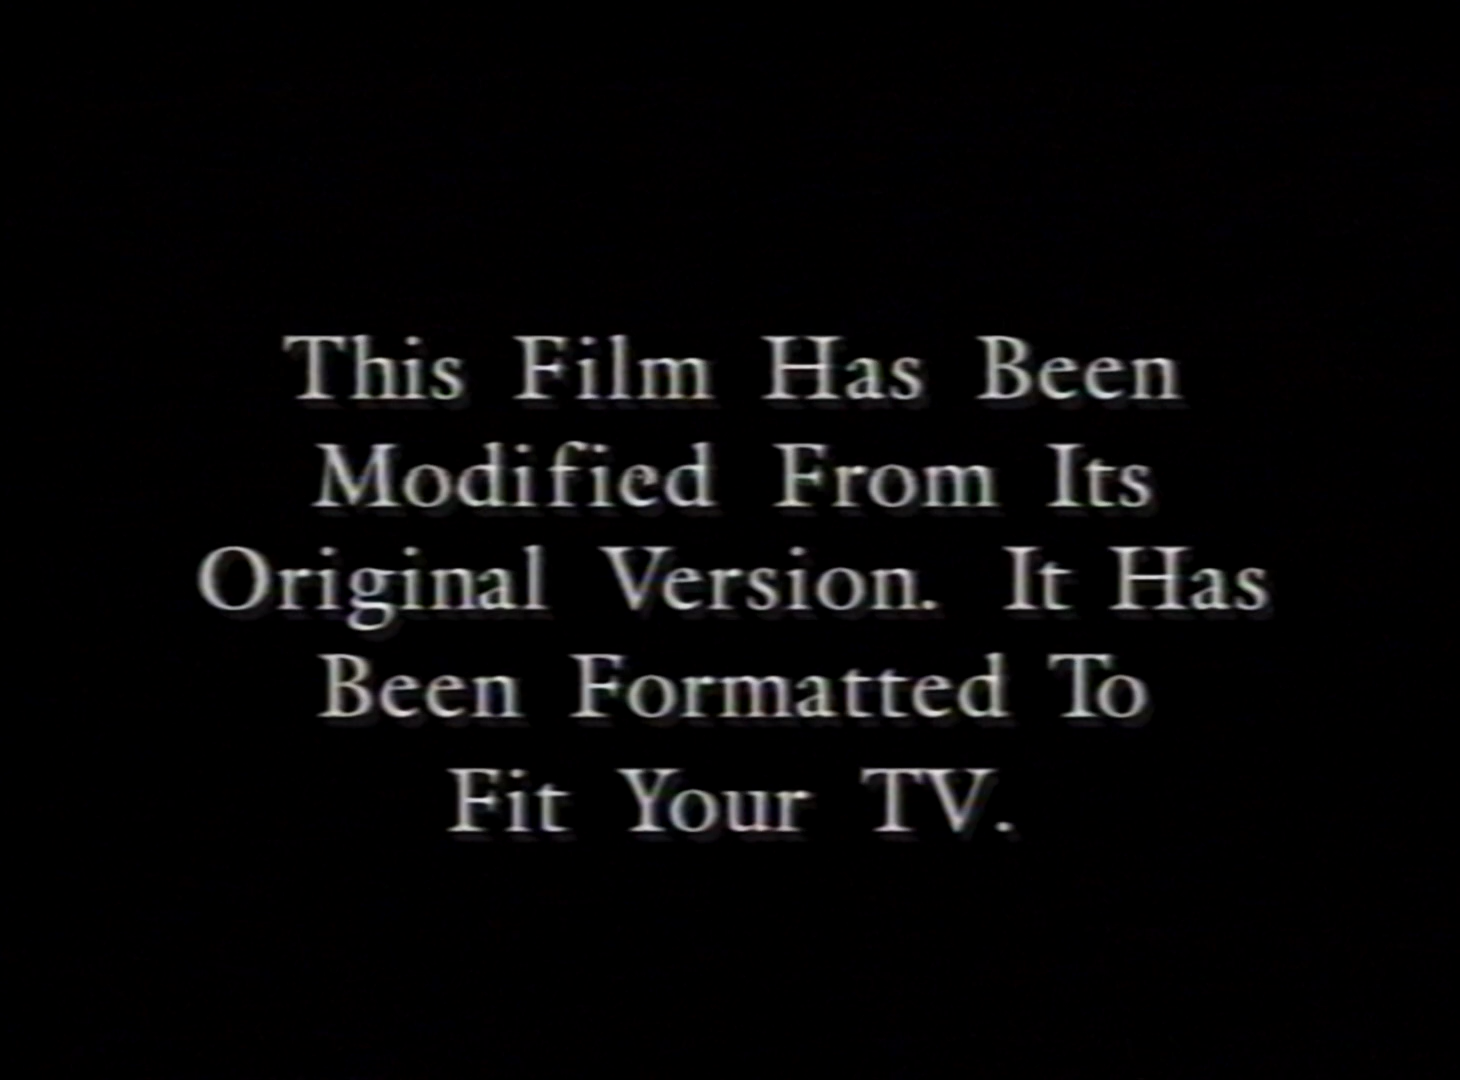 This Film Has Been
Modified From Its
Original Version. It Has
Been Formatted To
Fit Your TV.